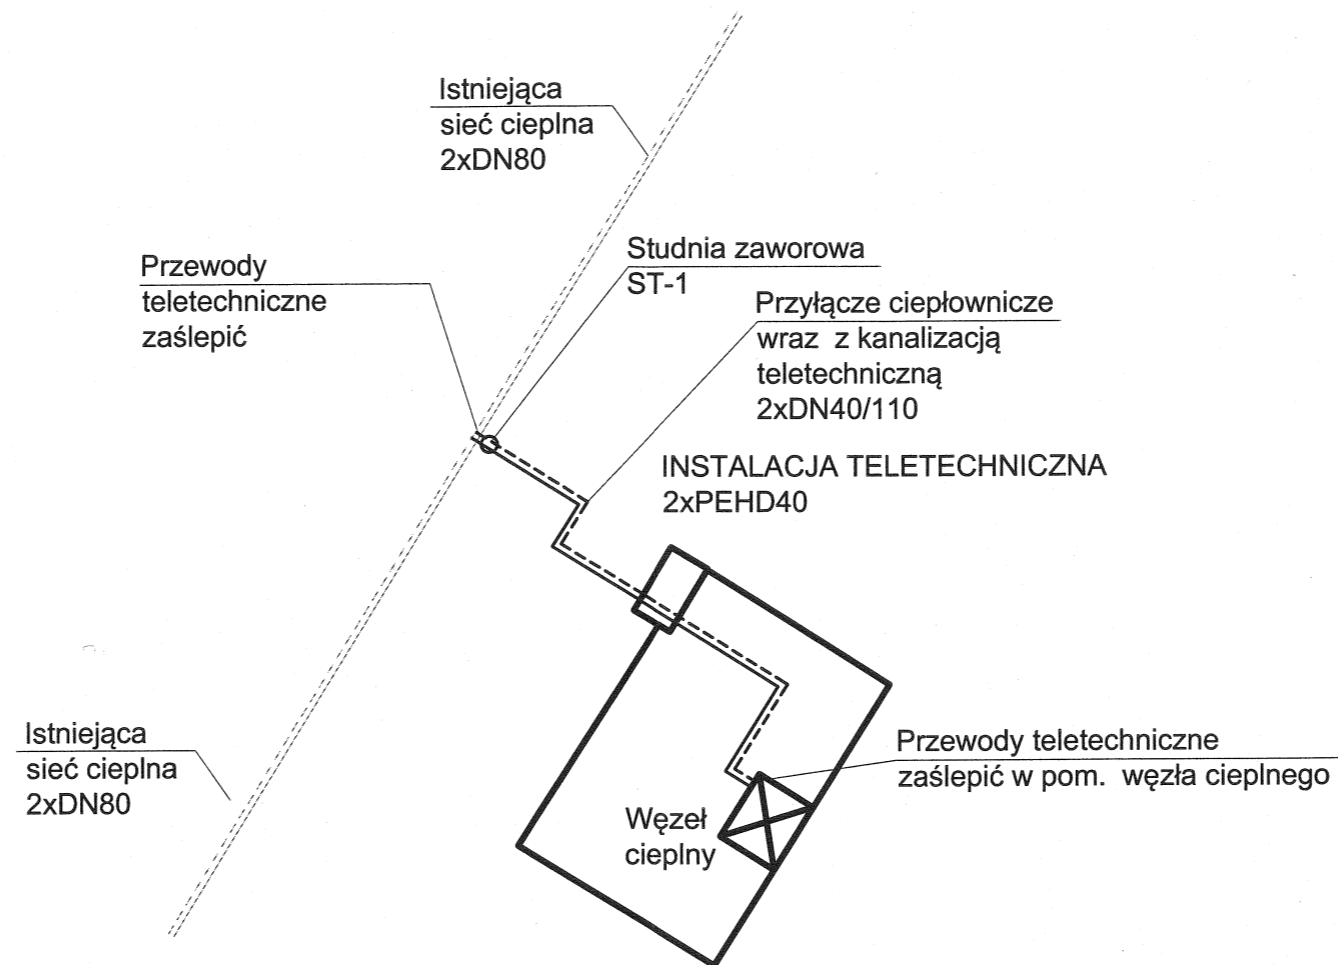 Istniejąca
sieć cieplna
2xDN80
Przewody
teletechniczne
zaślepić
Studnia zaworowa
ST-1
Przyłącze ciepłownicze
wraz z kanalizacją
teletechniczną
2xDN40/110
INSTALACJA TELETECHNICZNA
2xPEHD40
Istniejąca
sieć cieplna
2xDN80
Przewody teletechniczne
zaślepić w pom. węzła cieplnego
Węzeł
cieplny